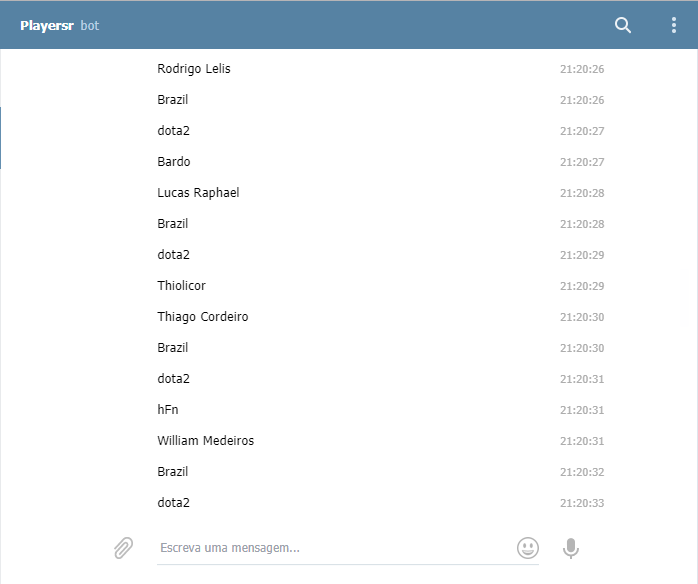 Playersr bot
Rodrigo Lelis 21:20:26
Brazil 21:20:26
dota2 21:20:27
Bardo 21:20:27
Lucas Raphael 21:20:28
Brazil 21:20:28
dota2 21:20:29
Thiolicor 21:20:29
Thiago Cordeiro 21:20:30
Brazil 21:20:30
dota2 21:20:31
hFn 21:20:31
William Medeiros 21:20:31
Brazil 21:20:32
dota2 21:20:33
Escreva uma mensagem...